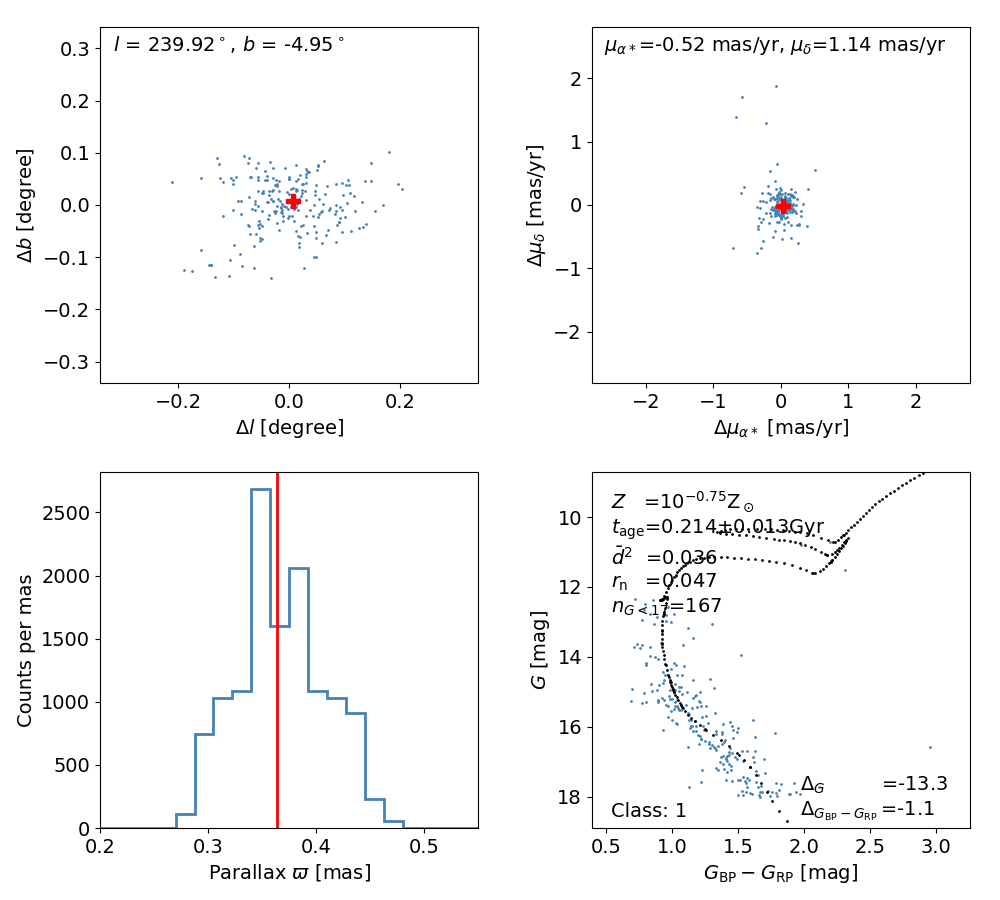 l = 239.92°, b = -4.95°
0.3
0.2
0.1
0.0
−0.1
−0.2
−0.3
Δb [degree]
−0.2 0.0 0.2
Δl [degree]
μα*=-0.52 mas/yr, μδ=1.14 mas/yr
2
1
0
−1
−2
Δμδ [mas/yr]
−2 −1 0 1 2
Δμα* [mas/yr]
2500
2000
1500
1000
500
0
Counts per mas
0.2 0.3 0.4 0.5
Parallax ϖ [mas]
Z =10^−0.75 Z⊙
t_age=0.214±0.013Gyr
d̄² =0.036
r_n =0.047
n_G<17=167
10
12
14
16
18
G [mag]
Δ_G =-13.3
Δ_G_BP−G_RP =-1.1
Class: 1
0.5 1.0 1.5 2.0 2.5 3.0
G_BP − G_RP [mag]